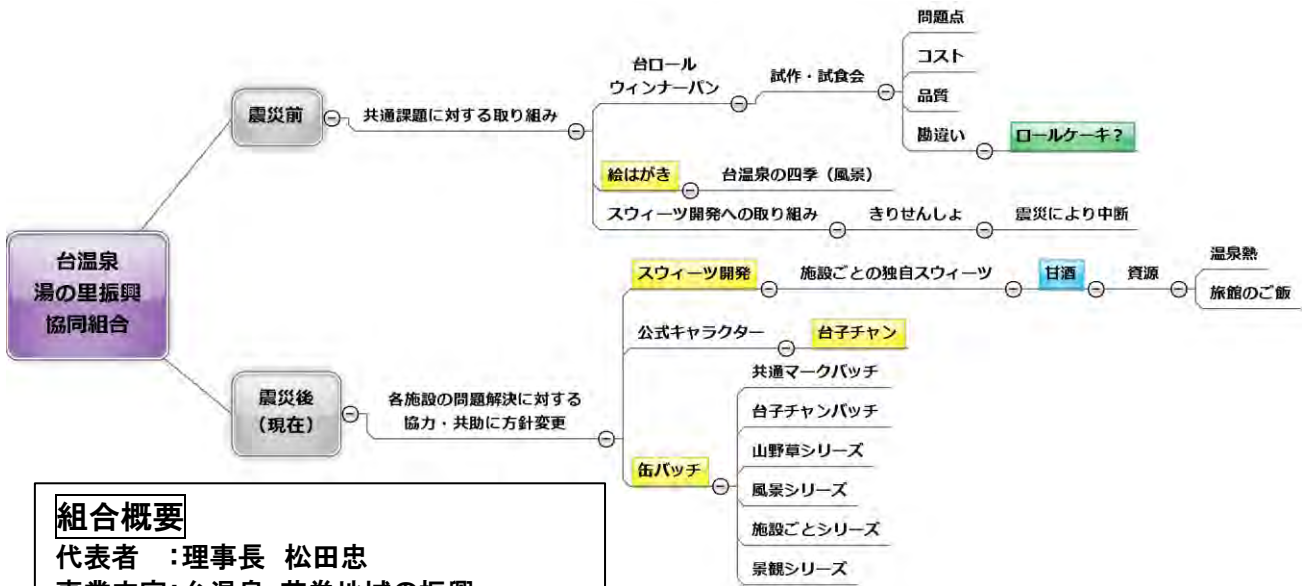 台温泉
湯の里振興
協同組合
震災前
共通課題に対する取り組み
台ロール
ウィンナーパン
試作・試食会
問題点
コスト
品質
勘違い
ロールケーキ？
絵はがき
台温泉の四季（風景）
スウィーツ開発への取り組み
きりせんしょ
震災により中断
震災後
（現在）
各施設の問題解決に対する
協力・共助に方針変更
スウィーツ開発
施設ごとの独自スウィーツ
甘酒
資源
温泉熟
旅館のご飯
公式キャラクター
台子チャン
缶バッチ
共通マークバッチ
台子チャンバッチ
山野草シリーズ
風景シリーズ
施設ごとシリーズ
景観シリーズ
組合概要
代表者　：理事長 松田忠